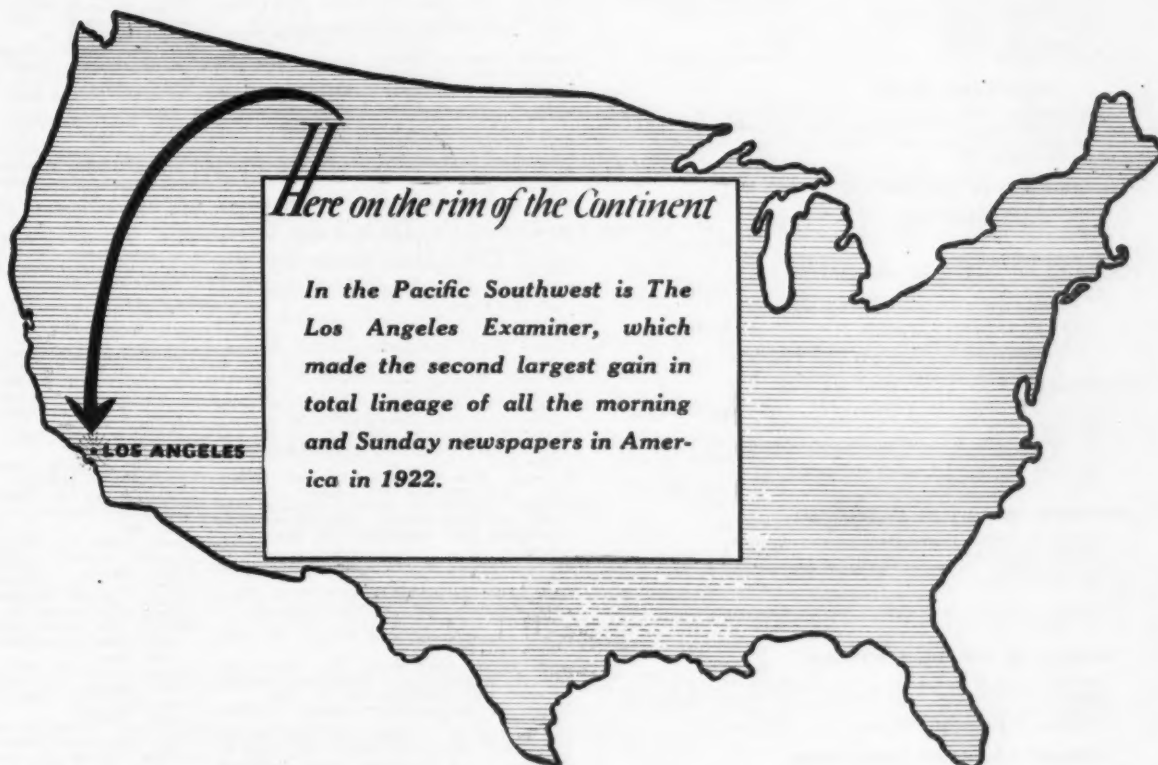 Here on the rim of the Continent
In the Pacific Southwest is The
Los Angeles Examiner, which
made the second largest gain in
total lineage of all the morning
and Sunday newspapers in Amer-
ica in 1922.
LOS ANGELES